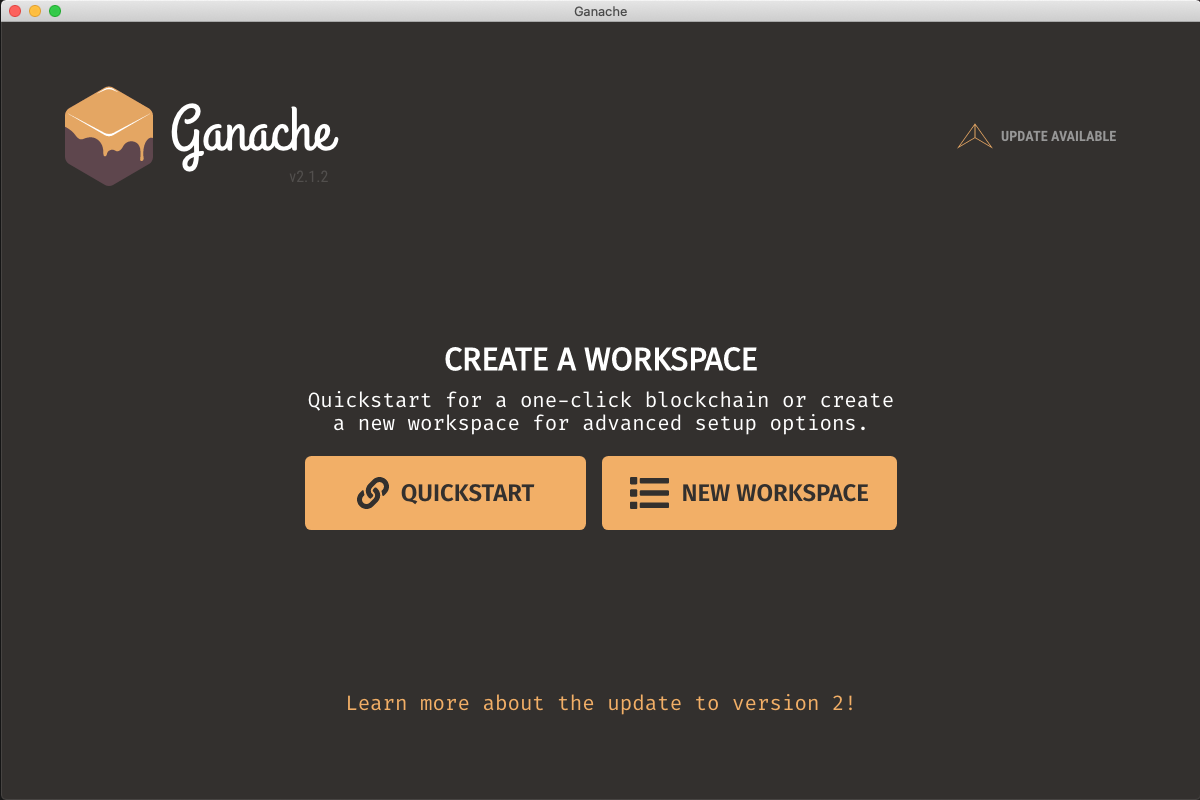 Ganache
Ganache
v2.1.2
UPDATE AVAILABLE
CREATE A WORKSPACE
Quickstart for a one-click blockchain or create
a new workspace for advanced setup options.
QUICKSTART
NEW WORKSPACE
Learn more about the update to version 2!